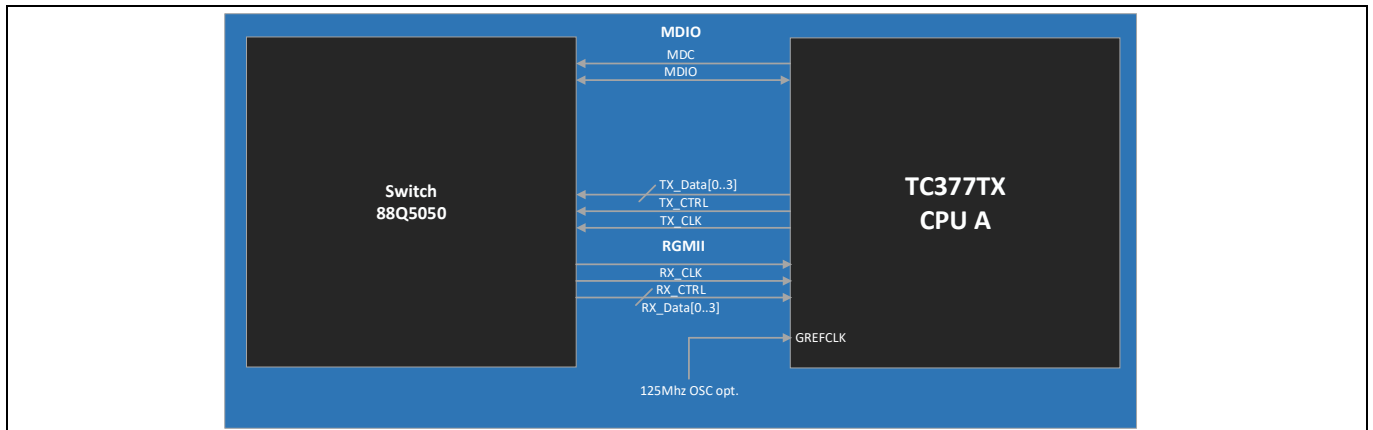 MDIO
MDC
MDIO
Switch
88Q5050
TC377TX
CPU A
TX_Data[0..3]
TX_CTRL
TX_CLK
RGMII
RX_CLK
RX_CTRL
RX_Data[0..3]
GREFCLK
125Mhz OSC opt.